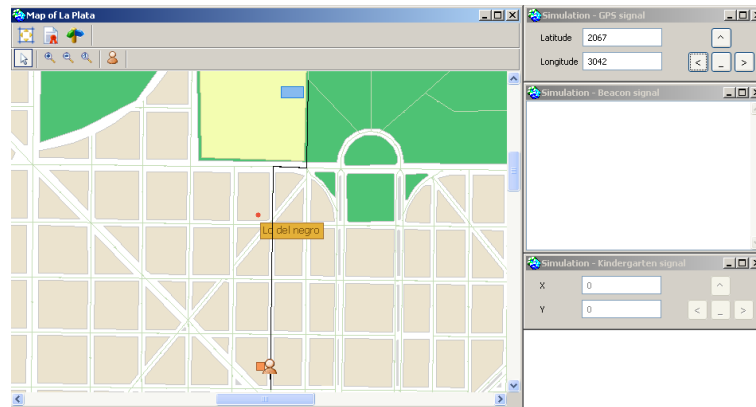 Map of La Plata
Lo del negro
Simulation - GPS signal
Latitude 2067 ^
Longitude 3042 < _ >
Simulation - Beacon signal
Simulation - Kindergarten signal
X 0 ^
Y 0 < _ >